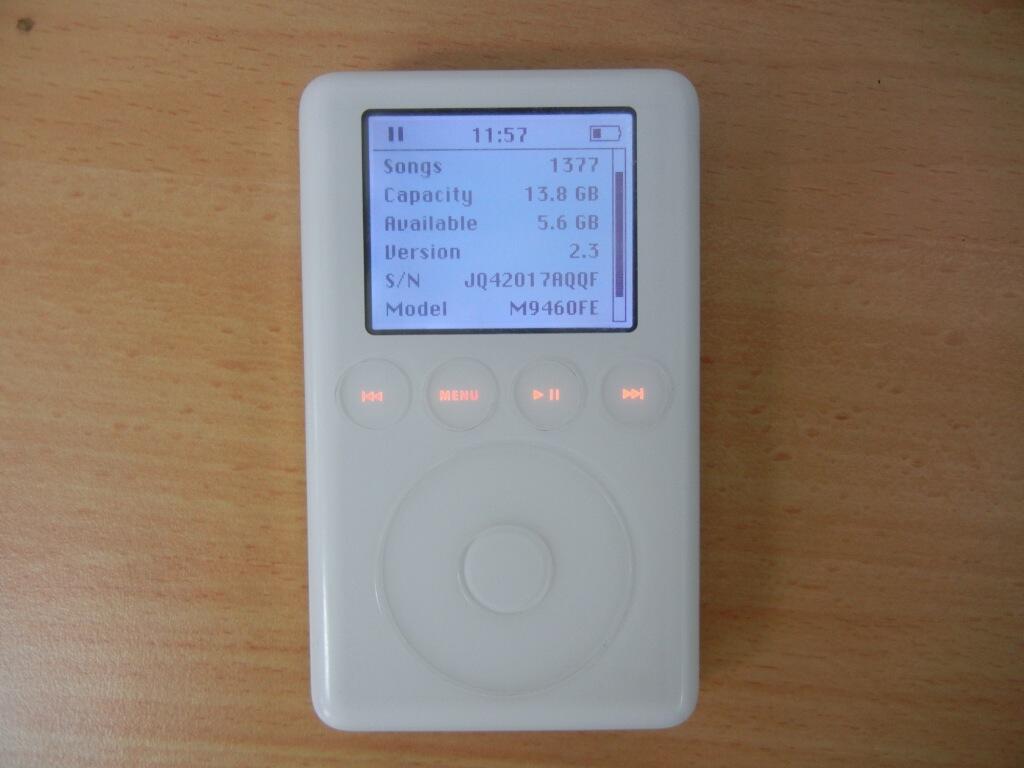 11:57
Songs 1377
Capacity 13.8 GB
Available 5.6 GB
Version 2.3
S/N JQ42017AQQF
Model M9460FE
MENU